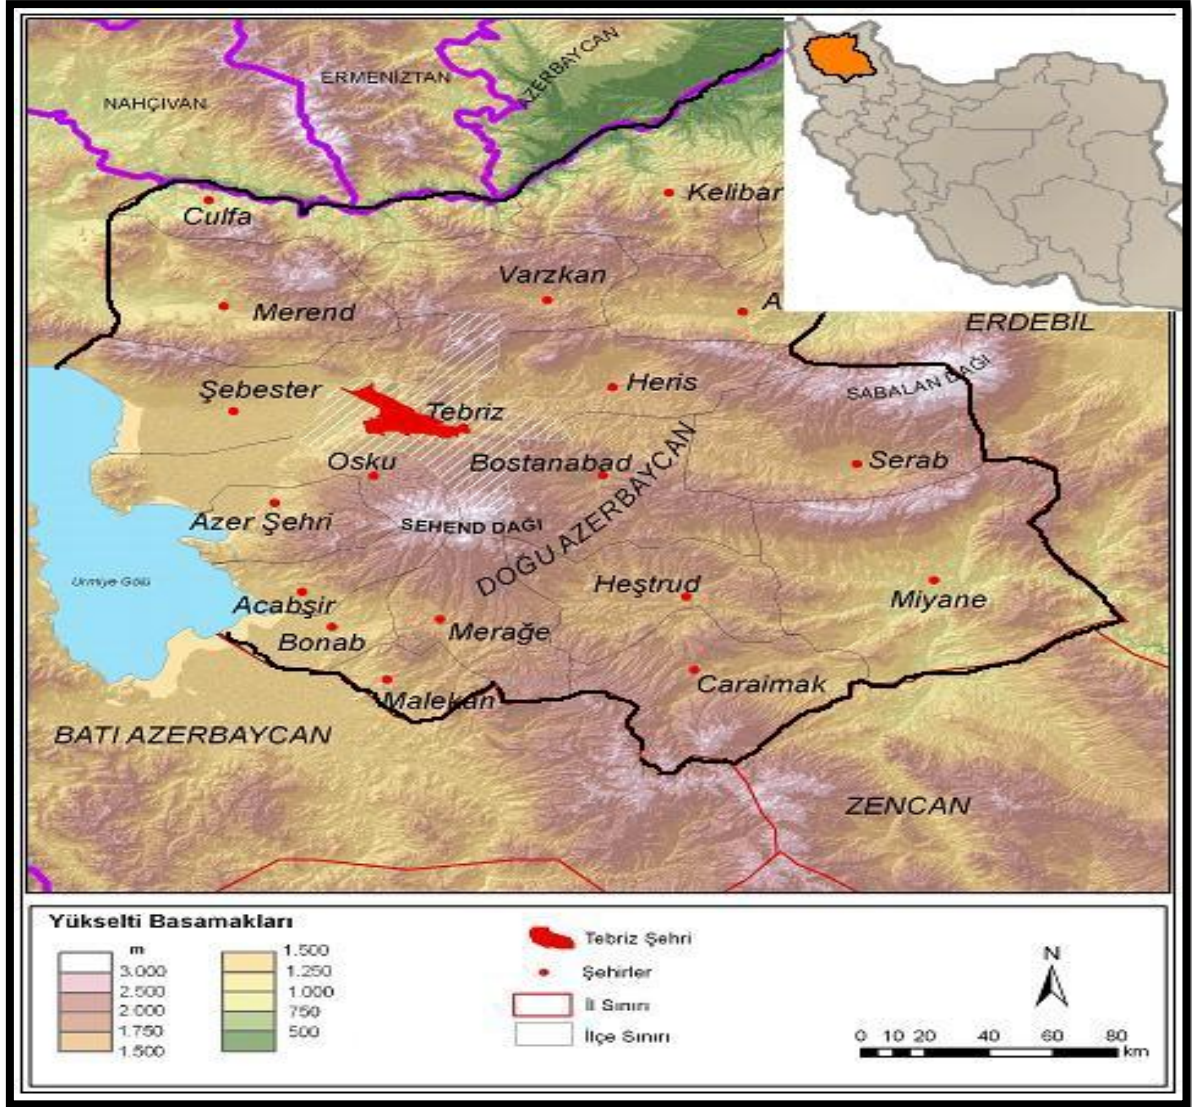 ERMENİZTAN
AZERBAYCAN
NAHÇIVAN
Kelibar
Culfa
Varzkan
Merend
A
ERDEBİL
Şebester
Heris
SABALAN DAĞI
Tebriz
Osku
Bostanabad
Serab
Azer Şehri
SEHEND DAĞI
DOĞU AZERBAYCAN
Urmiye Gölü
Heştrud
Acabşir
Miyane
Bonab
Merağe
Malekan
Caraimak
BATI AZERBAYCAN
ZENCAN
Yükselti Basamakları
m
3.000
2.500
2.000
1.750
1.500
1.500
1.250
1.000
750
500
Tebriz Şehri
Şehirler
İl Sınırı
İlçe Sınırı
N
0 10 20 40 60 80
km